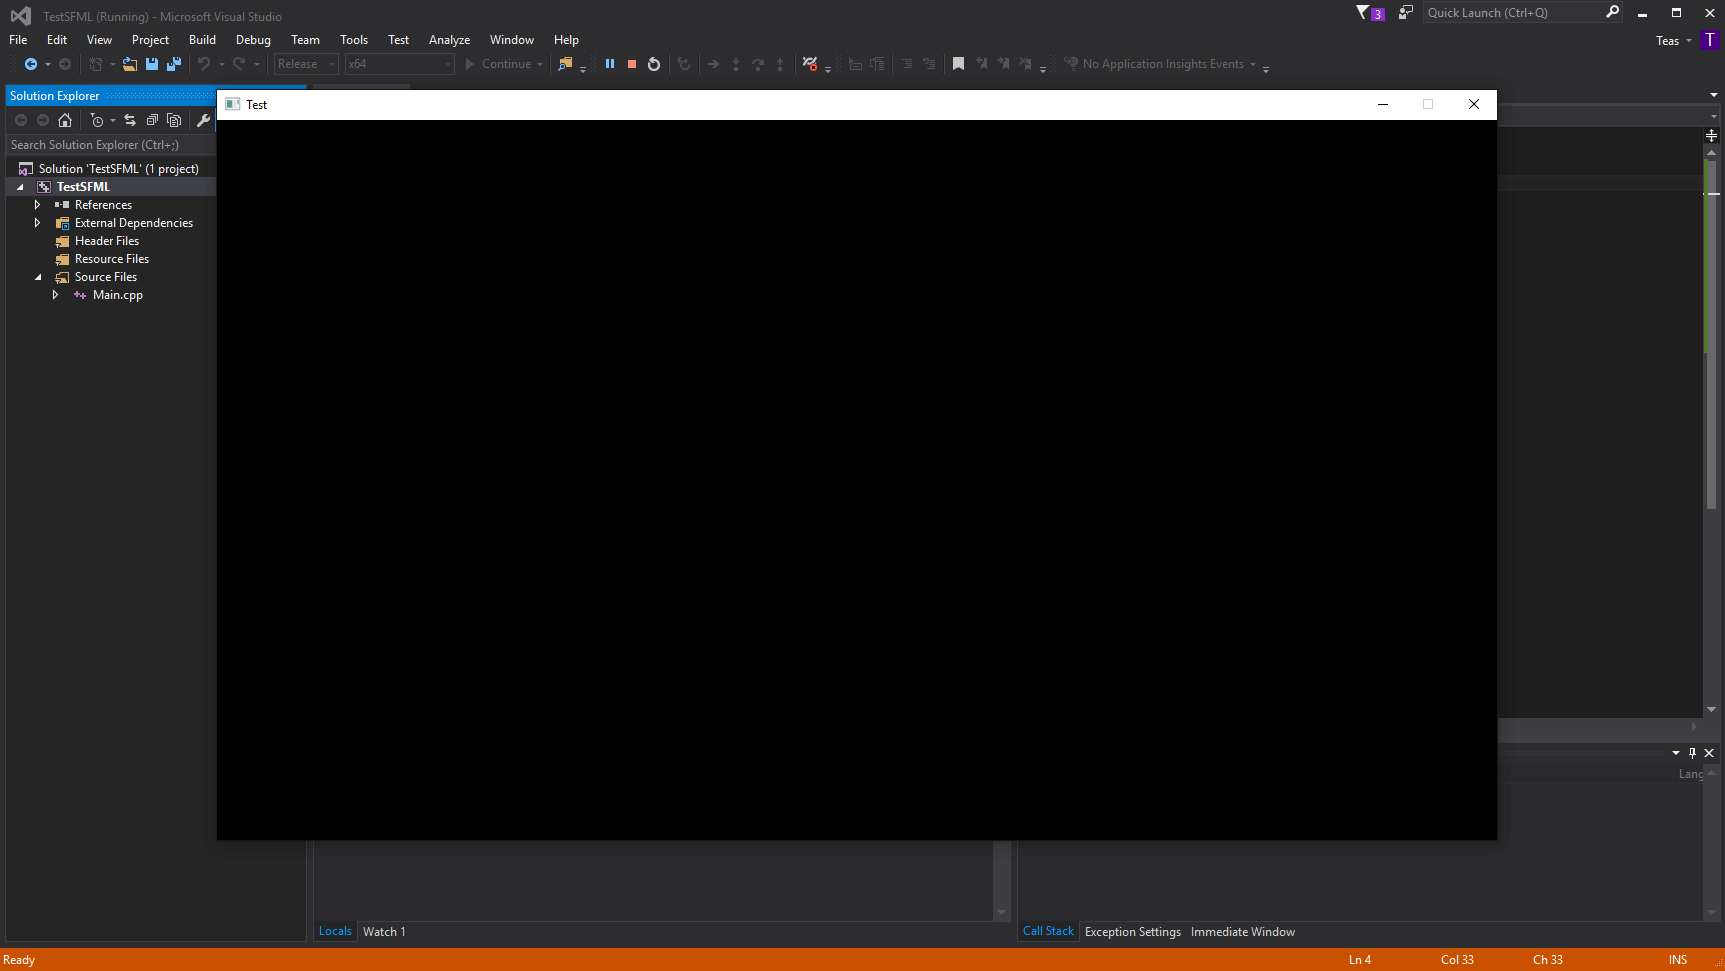 TestSFML (Running) - Microsoft Visual Studio
3
Quick Launch (Ctrl+Q)
File Edit View Project Build Debug Team Tools Test Analyze Window Help
Teas T
Release x64 Continue No Application Insights Events
Solution Explorer
Test
Search Solution Explorer (Ctrl+;)
Solution 'TestSFML' (1 project)
TestSFML
References
External Dependencies
Header Files
Resource Files
Source Files
Main.cpp
Lang
Locals Watch 1
Call Stack Exception Settings Immediate Window
Ready Ln 4 Col 33 Ch 33 INS